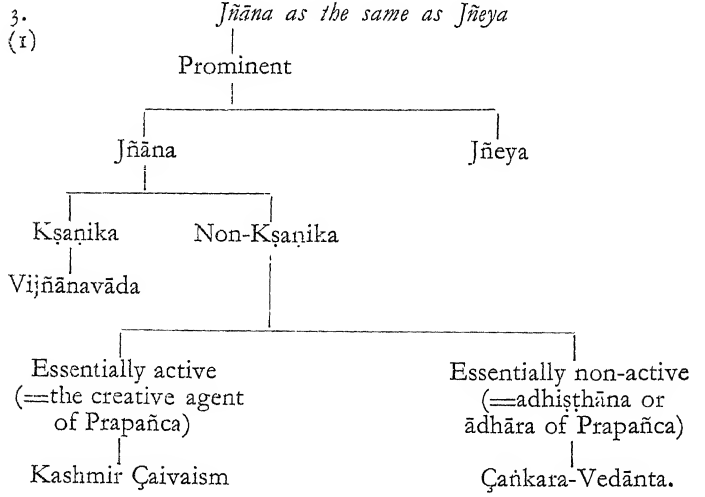 3.
Jñāna as the same as Jñeya
(1)
Prominent
Jñāna
Jñeya
Kṣaṇika
Non-Kṣaṇika
Vijñānavāda
Essentially active
(=the creative agent
of Prapañca)
Kashmir Çaivaism
Essentially non-active
(=adhiṣṭhāna or
ādhāra of Prapañca)
Çaṅkara-Vedānta.